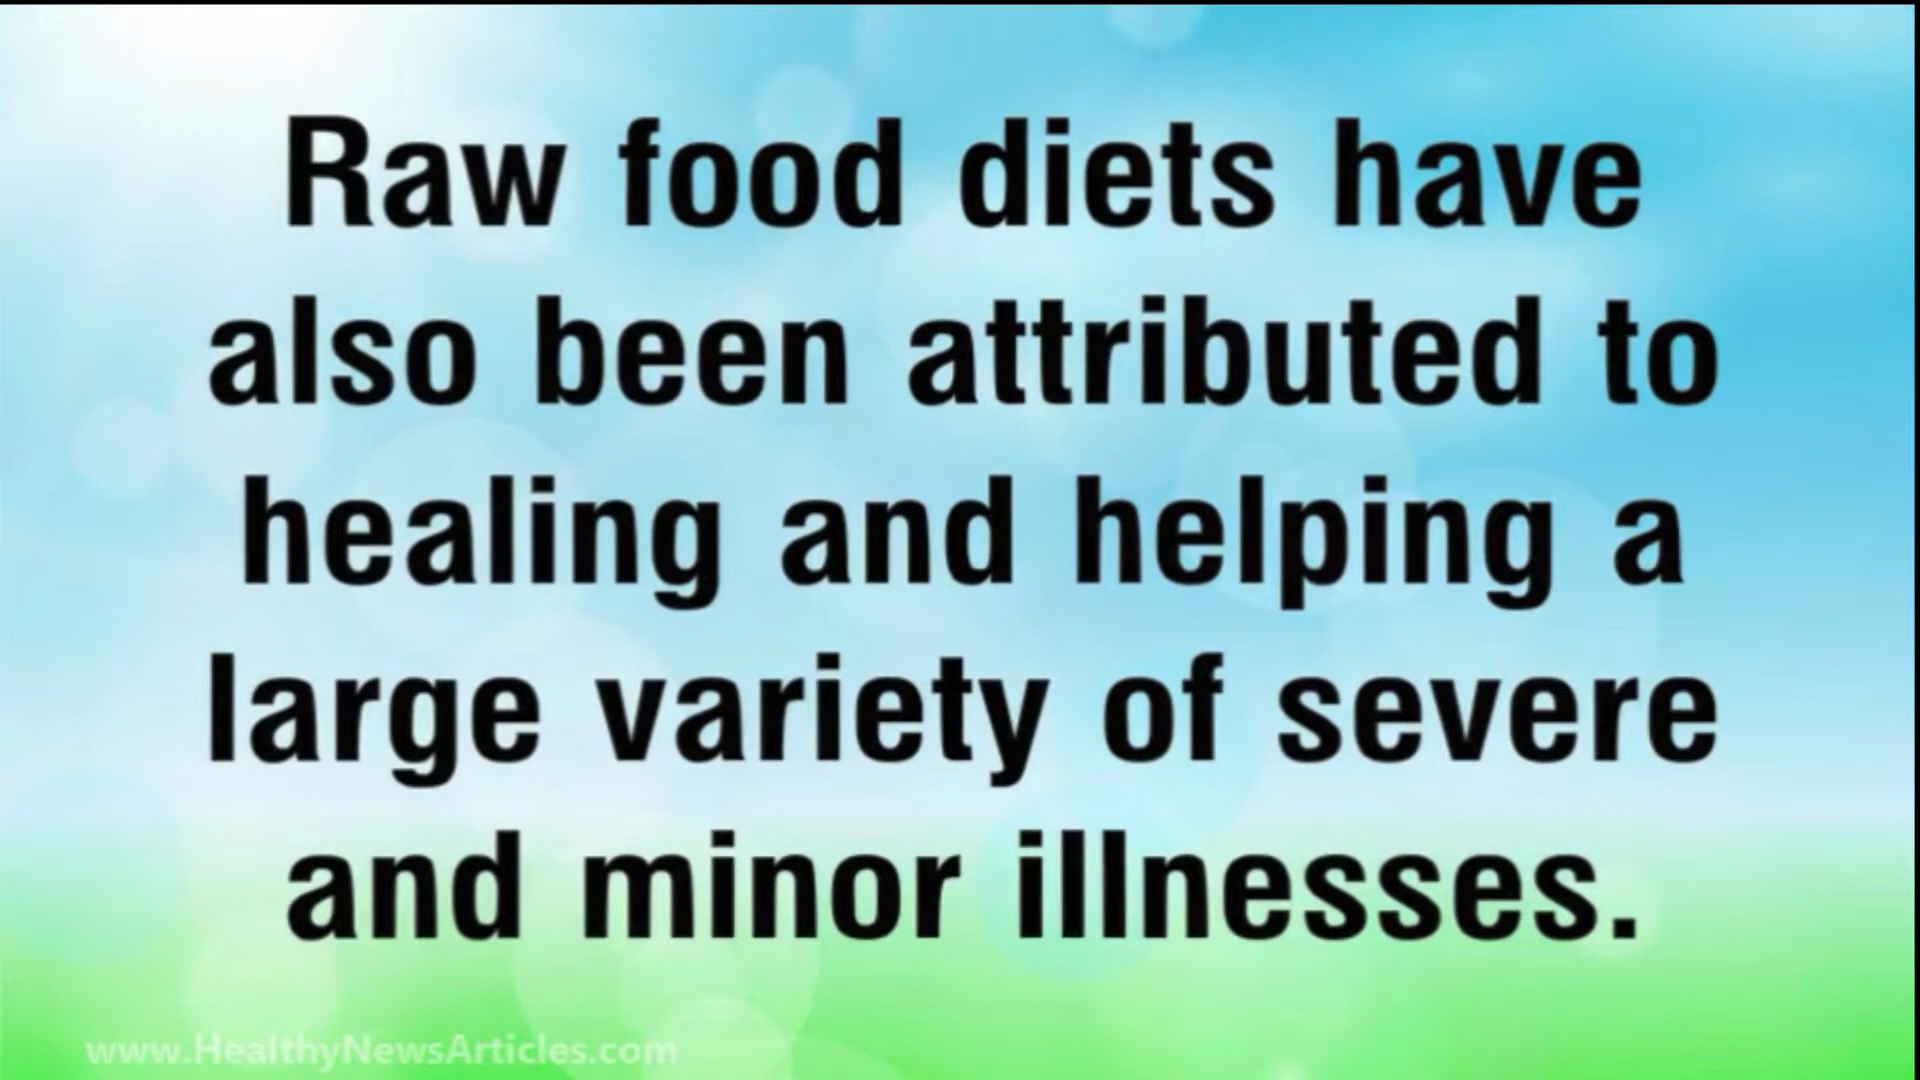 Raw food diets have
also been attributed to
healing and helping a
large variety of severe
and minor illnesses.
www.HealthyNewsArticles.com